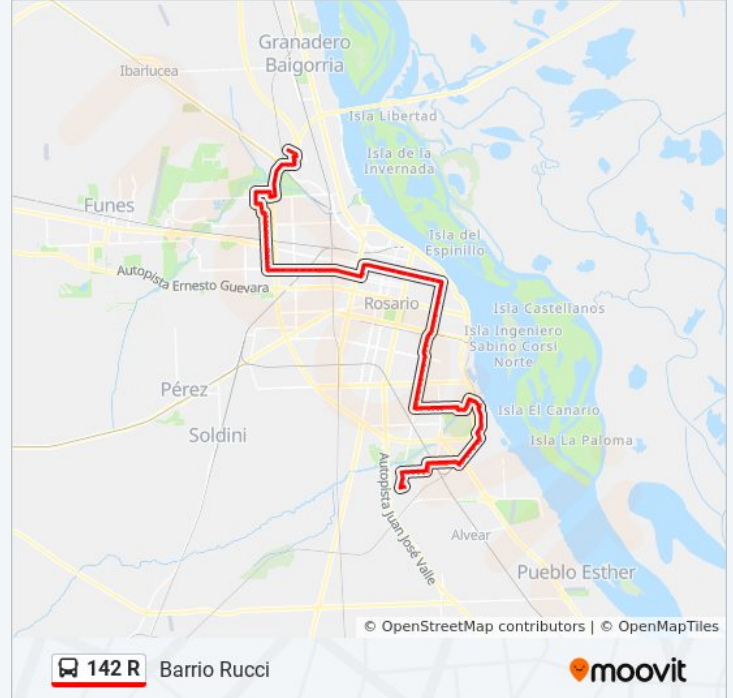 Granadero
Baigorria
Ibarlucea
Isla Libertad
Isla de la
Invernada
Funes
Isla del
Espinillo
Autopista Ernesto Guevara
Rosario
Isla Castellanos
Isla Ingeniero
Sabino Corsi
Norte
Pérez
Isla El Canario
Soldini
Isla La Paloma
Autopista Juan José Valle
Alvear
Pueblo Esther
© OpenStreetMap contributors | © OpenMapTiles
142 R Barrio Rucci
moovit